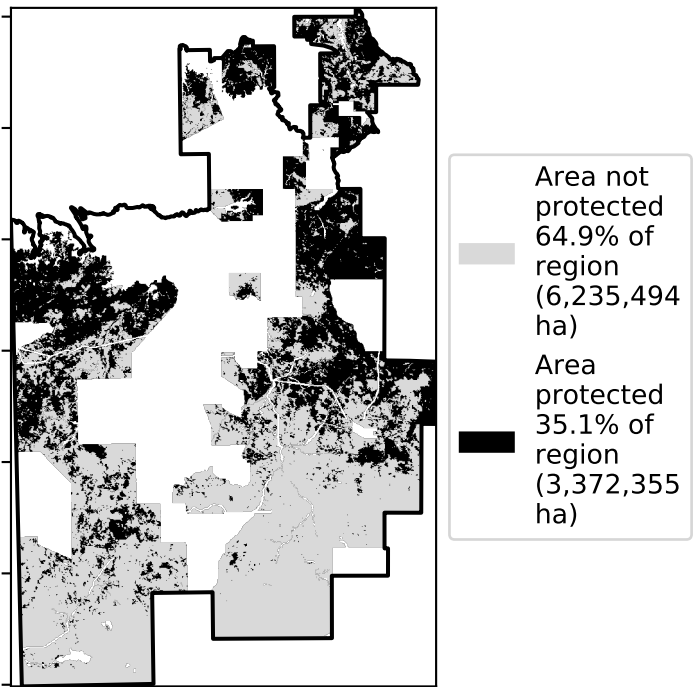 Area not
protected
64.9% of
region
(6,235,494
ha)
Area
protected
35.1% of
region
(3,372,355
ha)